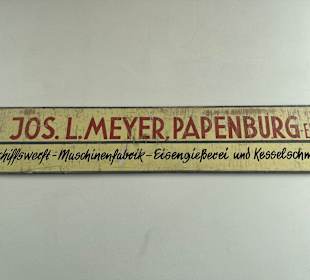 JOS. L. MEYER, PAPENBURG-E
chiffswerft - Maschinenfabrik - Eisengießerei und Kesselschm